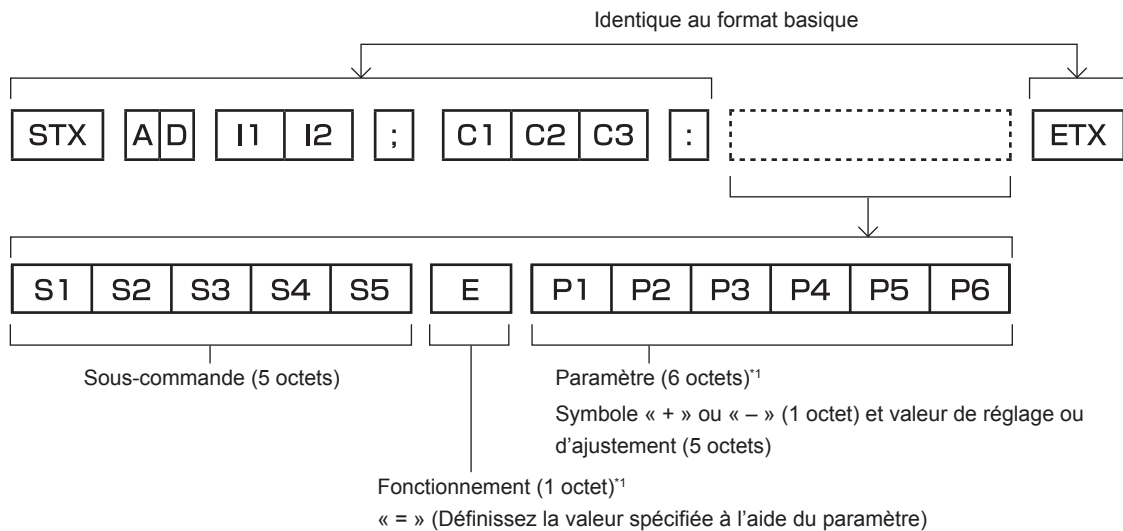 Identique au format basique
STX A D I1 I2 ; C1 C2 C3 : ETX
S1 S2 S3 S4 S5 E P1 P2 P3 P4 P5 P6
Sous-commande (5 octets)
Paramètre (6 octets)*1
Symbole « + » ou « – » (1 octet) et valeur de réglage ou
d’ajustement (5 octets)
Fonctionnement (1 octet)*1
« = » (Définissez la valeur spécifiée à l’aide du paramètre)